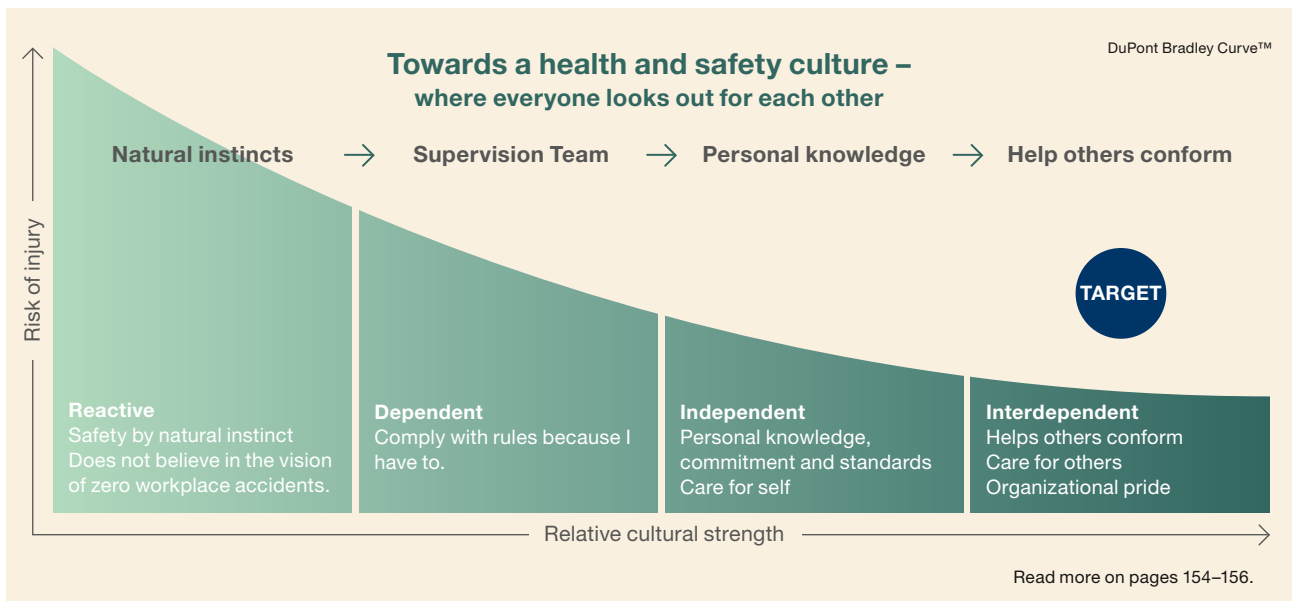 DuPont Bradley Curve™
Towards a health and safety culture –
where everyone looks out for each other
Natural instincts → Supervision Team → Personal knowledge → Help others conform
Risk of injury
TARGET
Reactive
Safety by natural instinct
Does not believe in the vision
of zero workplace accidents.
Dependent
Comply with rules because I
have to.
Independent
Personal knowledge,
commitment and standards
Care for self
Interdependent
Helps others conform
Care for others
Organizational pride
Relative cultural strength
Read more on pages 154–156.